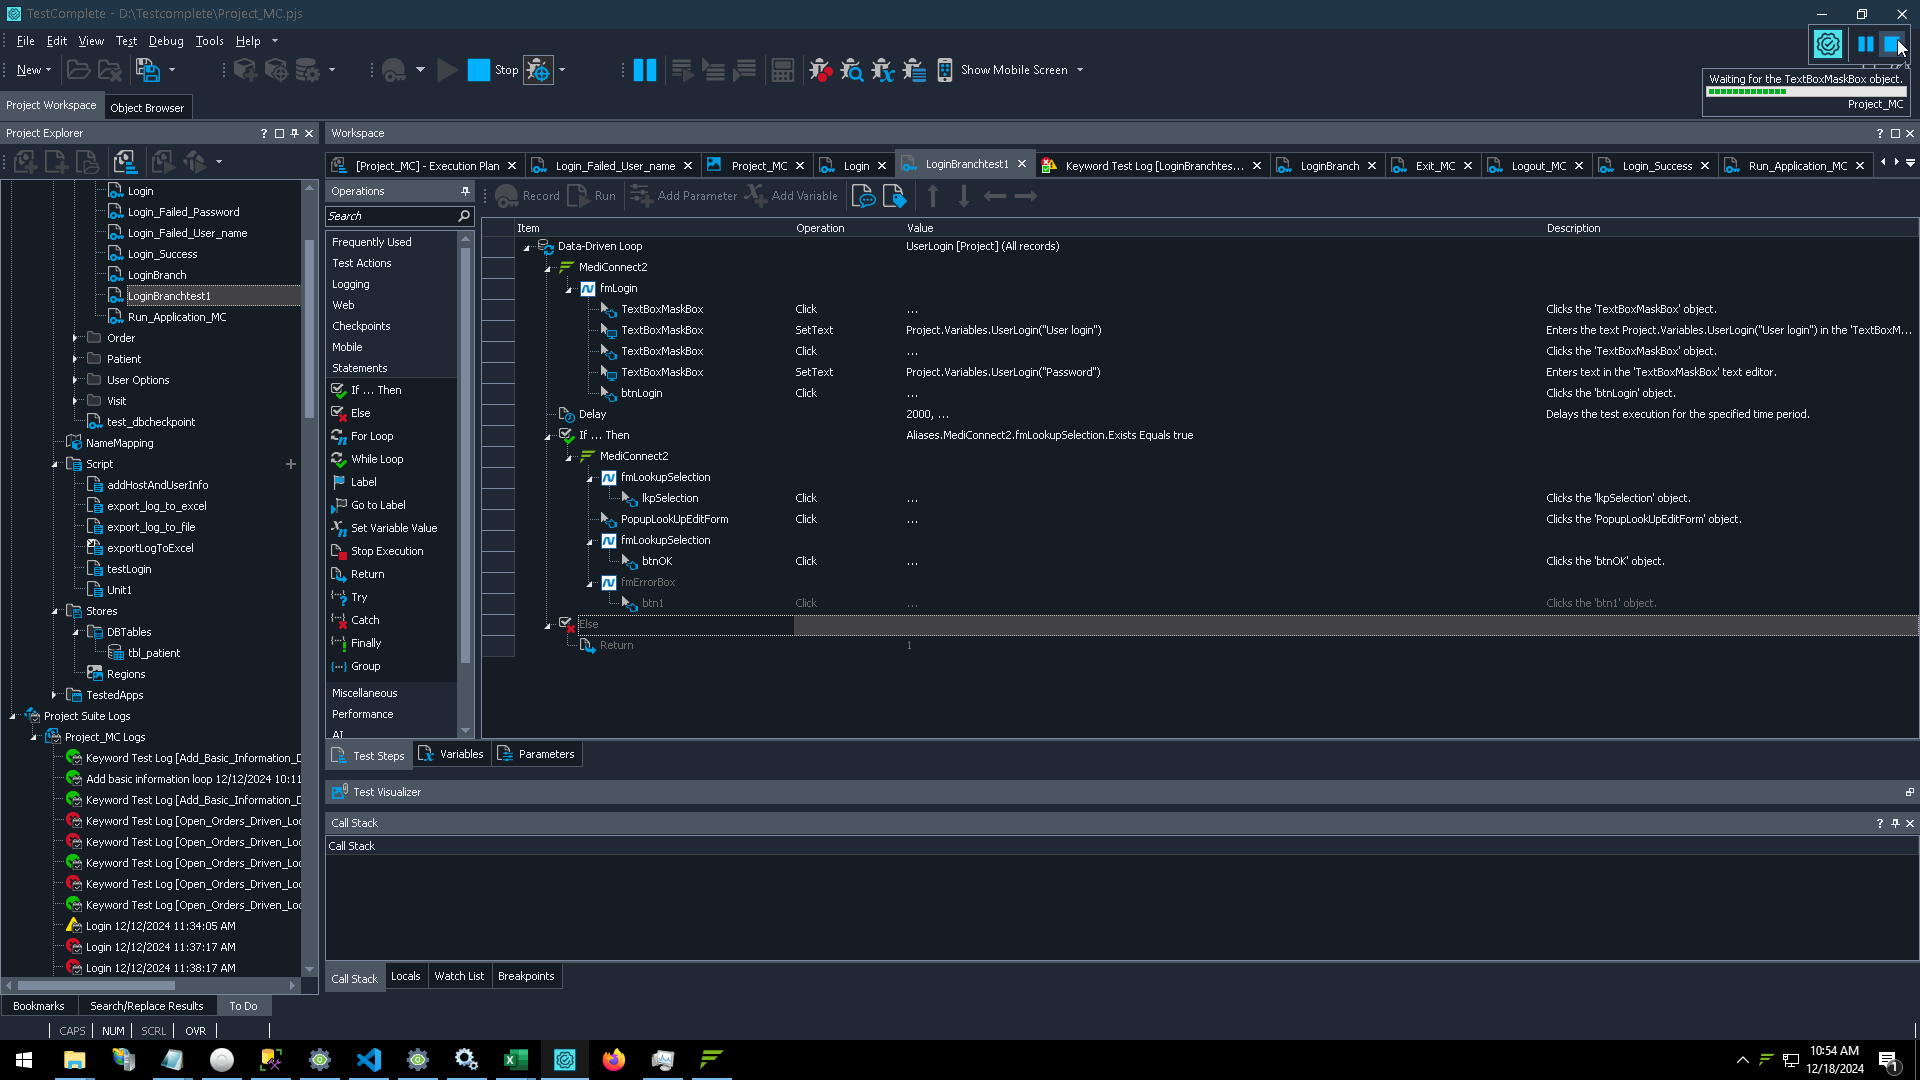 TestComplete - D:\Testcomplete\Project_MC.pjs
File Edit View Test Debug Tools Help
New Stop Show Mobile Screen
Waiting for the TextBoxMaskBox object.
Project_MC
Project Workspace Object Browser
Project Explorer
Workspace
[Project_MC] - Execution Plan Login_Failed_User_name Project_MC Login LoginBranchtest1 Keyword Test Log [LoginBranchtes... LoginBranch Exit_MC Logout_MC Login_Success Run_Application_MC
Operations
Record Run Add Parameter Add Variable
Search
Login
Login_Failed_Password
Login_Failed_User_name
Login_Success
LoginBranch
LoginBranchtest1
Run_Application_MC
Order
Patient
User Options
Visit
test_dbcheckpoint
NameMapping
Script
addHostAndUserInfo
export_log_to_excel
export_log_to_file
exportLogToExcel
testLogin
Unit1
Stores
DBTables
tbl_patient
Regions
TestedApps
Project Suite Logs
Project_MC Logs
Keyword Test Log [Add_Basic_Information_D
Add basic information loop 12/12/2024 10:11
Keyword Test Log [Add_Basic_Information_D
Keyword Test Log [Open_Orders_Driven_Loo
Keyword Test Log [Open_Orders_Driven_Loo
Keyword Test Log [Open_Orders_Driven_Loo
Keyword Test Log [Open_Orders_Driven_Loo
Keyword Test Log [Open_Orders_Driven_Loo
Login 12/12/2024 11:34:05 AM
Login 12/12/2024 11:37:17 AM
Login 12/12/2024 11:38:17 AM
Frequently Used
Test Actions
Logging
Web
Checkpoints
Mobile
Statements
If ... Then
Else
For Loop
While Loop
Label
Go to Label
Set Variable Value
Stop Execution
Return
Try
Catch
Finally
Group
Miscellaneous
Performance
AI
Item Operation Value Description
Data-Driven Loop UserLogin [Project] (All records)
MediConnect2
fmLogin
TextBoxMaskBox Click ... Clicks the 'TextBoxMaskBox' object.
TextBoxMaskBox SetText Project.Variables.UserLogin("User login") Enters the text Project.Variables.UserLogin("User login") in the 'TextBoxM...
TextBoxMaskBox Click ... Clicks the 'TextBoxMaskBox' object.
TextBoxMaskBox SetText Project.Variables.UserLogin("Password") Enters text in the 'TextBoxMaskBox' text editor.
btnLogin Click ... Clicks the 'btnLogin' object.
Delay 2000, ... Delays the test execution for the specified time period.
If ... Then Aliases.MediConnect2.fmLookupSelection.Exists Equals true
MediConnect2
fmLookupSelection
lkpSelection Click ... Clicks the 'lkpSelection' object.
PopupLookUpEditForm Click ... Clicks the 'PopupLookUpEditForm' object.
fmLookupSelection
btnOK Click ... Clicks the 'btnOK' object.
fmErrorBox
btn1 Click ... Clicks the 'btn1' object.
Else
Return 1
Test Steps Variables Parameters
Test Visualizer
Call Stack
Call Stack
Call Stack Locals Watch List Breakpoints
Bookmarks Search/Replace Results To Do
CAPS NUM SCRL OVR
10:54 AM
12/18/2024
1